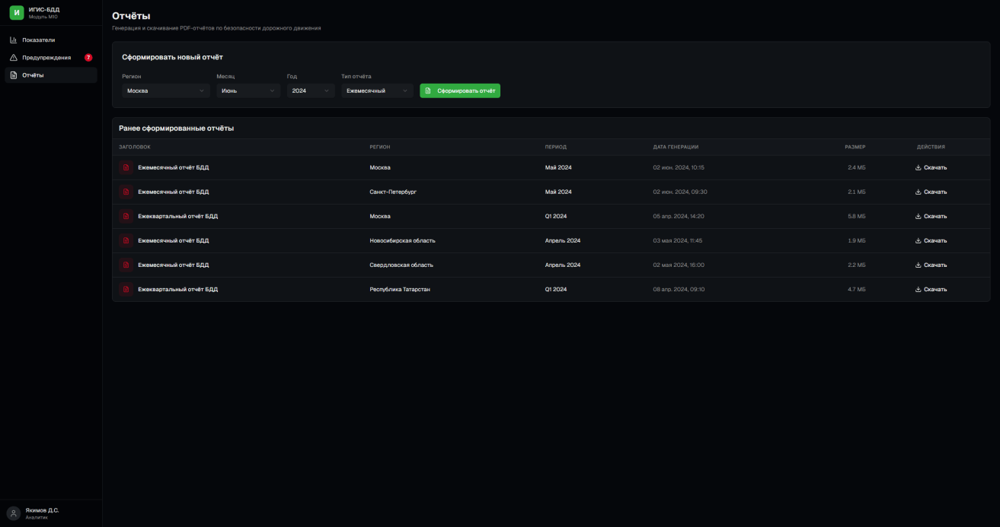 И
ИГИС-БДД
Модуль M10
Показатели
Предупреждения 7
Отчёты
Якимов Д.С.
Аналитик
Отчёты
Генерация и скачивание PDF-отчётов по безопасности дорожного движения
Сформировать новый отчёт
Регион Месяц Год Тип отчёта
Москва Июнь 2024 Ежемесячный Сформировать отчёт
Ранее сформированные отчёты
ЗАГОЛОВОК РЕГИОН ПЕРИОД ДАТА ГЕНЕРАЦИИ РАЗМЕР ДЕЙСТВИЯ
Ежемесячный отчёт БДД Москва Май 2024 02 июн. 2024, 10:15 2.4 МБ Скачать
Ежемесячный отчёт БДД Санкт-Петербург Май 2024 02 июн. 2024, 09:30 2.1 МБ Скачать
Ежеквартальный отчёт БДД Москва Q1 2024 05 апр. 2024, 14:20 5.8 МБ Скачать
Ежемесячный отчёт БДД Новосибирская область Апрель 2024 03 мая 2024, 11:45 1.9 МБ Скачать
Ежемесячный отчёт БДД Свердловская область Апрель 2024 02 мая 2024, 16:00 2.2 МБ Скачать
Ежеквартальный отчёт БДД Республика Татарстан Q1 2024 08 апр. 2024, 09:10 4.7 МБ Скачать